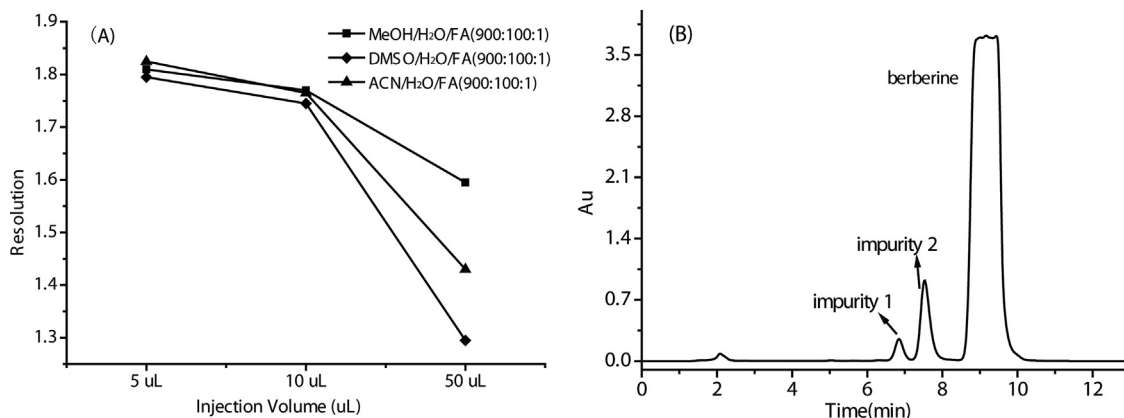 (A)
MeOH/H2O/FA(900:100:1)
DMSO/H2O/FA(900:100:1)
ACN/H2O/FA(900:100:1)
1.9
1.8
1.7
1.6
1.5
1.4
1.3
Resolution
5 uL
10 uL
50 uL
Injection Volume (uL)
(B)
berberine
impurity 2
impurity 1
3.5
2.8
2.1
1.4
0.7
0.0
Au
0
2
4
6
8
10
12
Time(min)